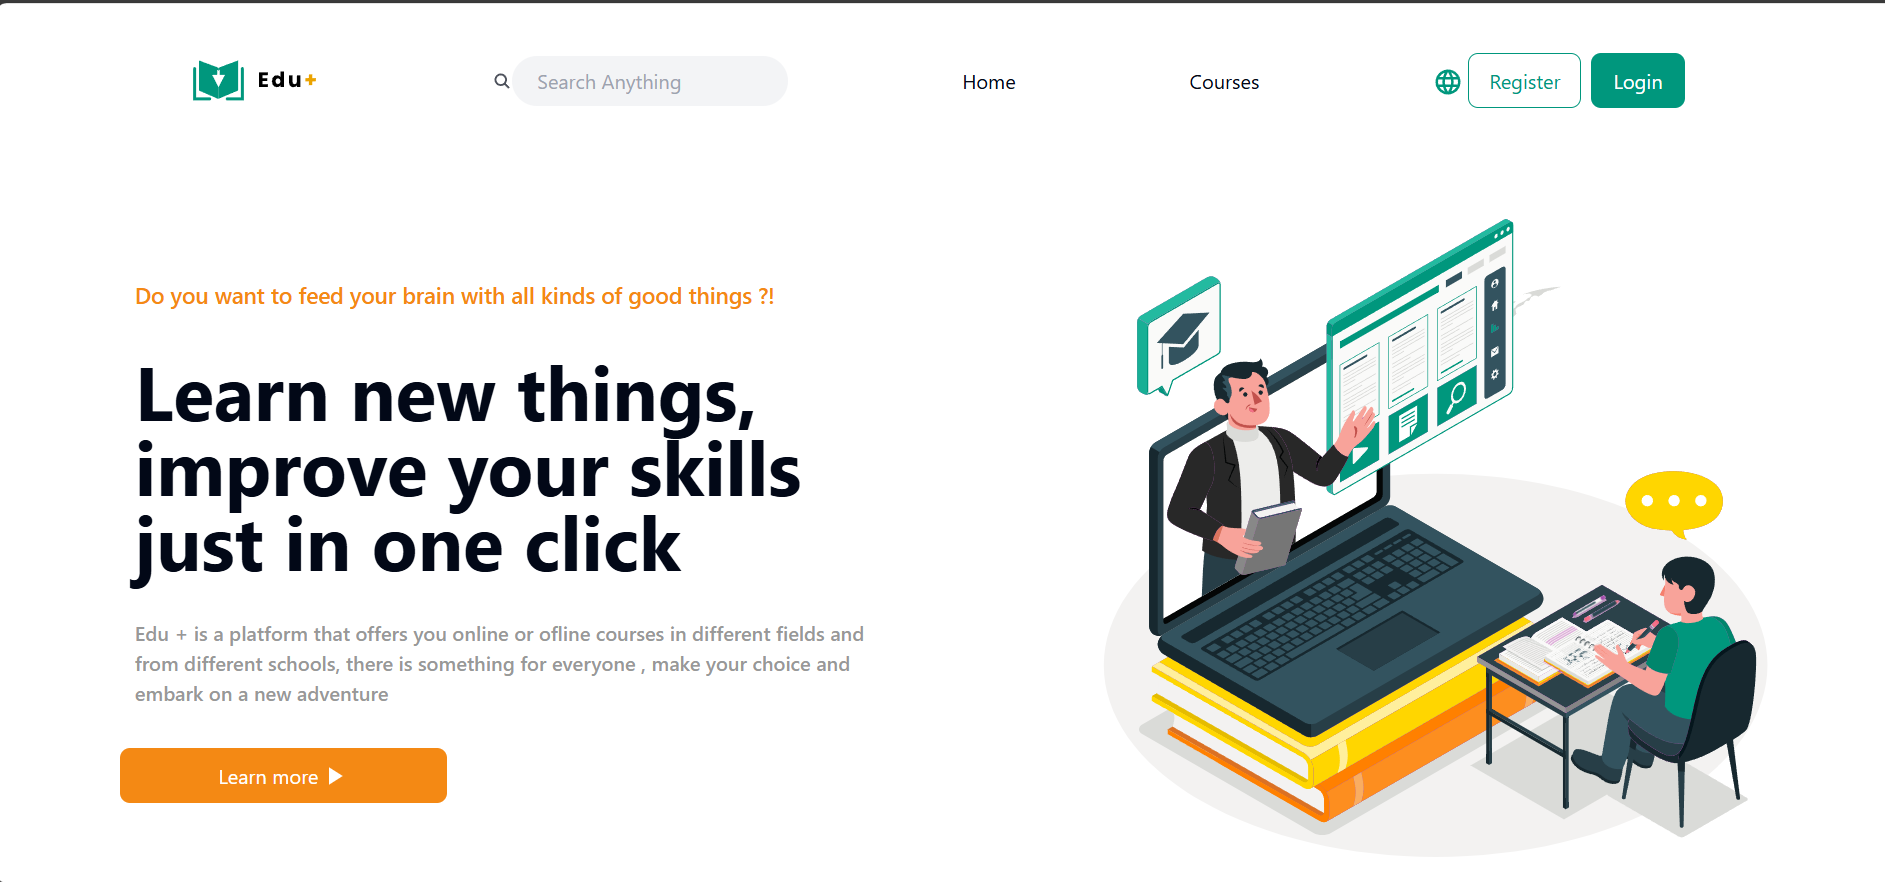 Edu+
Search Anything
Home
Courses
Register
Login
Do you want to feed your brain with all kinds of good things ?!
Learn new things,
improve your skills
just in one click
Edu + is a platform that offers you online or ofline courses in different fields and
from different schools, there is something for everyone , make your choice and
embark on a new adventure
Learn more